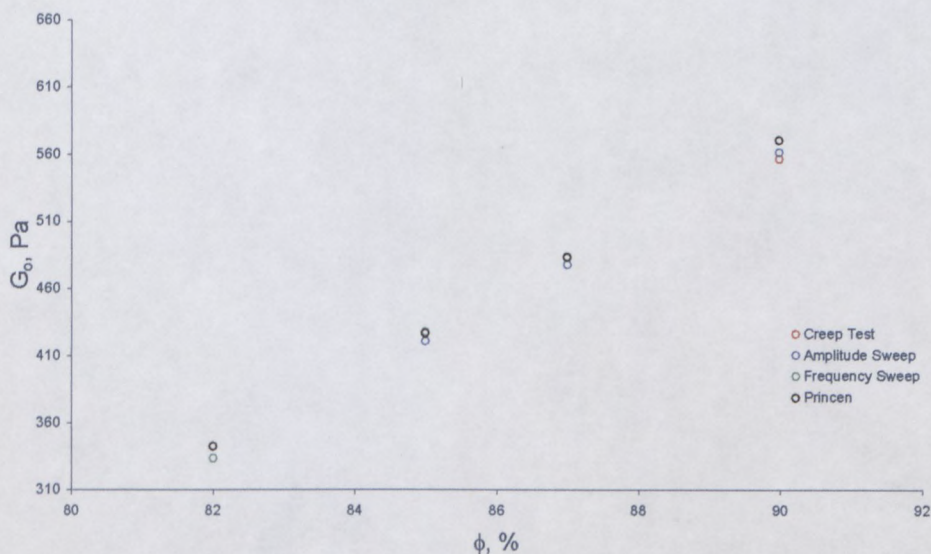 660
610
560
510
460
410
360
310
G₀, Pa
80
82
84
86
88
90
92
ϕ, %
Creep Test
Amplitude Sweep
Frequency Sweep
Princen